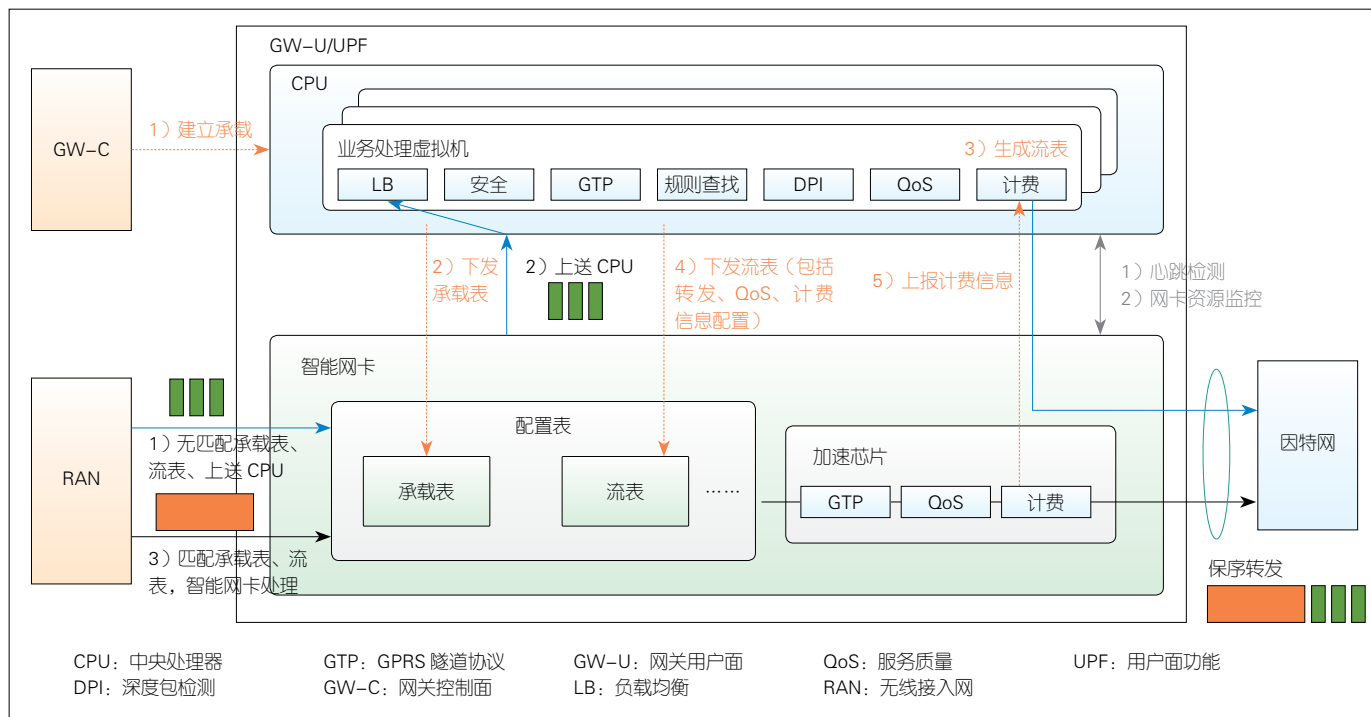 GW-U/UPF
CPU
GW-C
1）建立承载
业务处理虚拟机
3）生成流表
LB
安全
GTP
规则查找
DPI
QoS
计费
2）下发
承载表
2）上送 CPU
4）下发流表（包括
转发、QoS、计费
信息配置）
5）上报计费信息
1）心跳检测
2）网卡资源监控
智能网卡
RAN
1）无匹配承载表、
流表、上送 CPU
3）匹配承载表、流
表，智能网卡处理
配置表
承载表
流表
……
加速芯片
GTP
QoS
计费
因特网
保序转发
CPU：中央处理器
GTP：GPRS 隧道协议
GW-U：网关用户面
QoS：服务质量
UPF：用户面功能
DPI：深度包检测
GW-C：网关控制面
LB：负载均衡
RAN：无线接入网